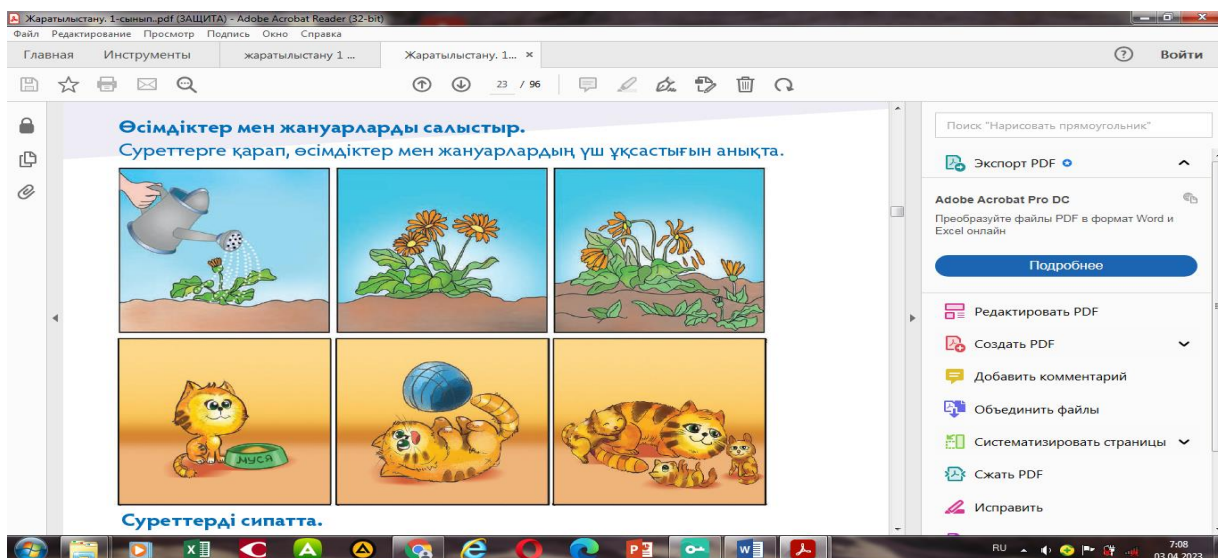 Жаратылыстану. 1-сынып..pdf (ЗАЩИТА) - Adobe Acrobat Reader (32-bit)
Файл Редактирование Просмотр Подпись Окно Справка
Главная Инструменты жаратылыстану 1 ... Жаратылыстану. 1... × ? Войти
23 / 96
Өсімдіктер мен жануарларды салыстыр.
Суреттерге қарап, өсімдіктер мен жануарлардың үш ұқсастығын анықта.
МУСЯ
Суреттерді сипатта.
Поиск "Нарисовать прямоугольник"
Экспорт PDF
Adobe Acrobat Pro DC
Преобразуйте файлы PDF в формат Word и
Excel онлайн
Подробнее
Редактировать PDF
Создать PDF
Добавить комментарий
Объединить файлы
Систематизировать страницы
Сжать PDF
Исправить
RU 7:08
03.04.2023